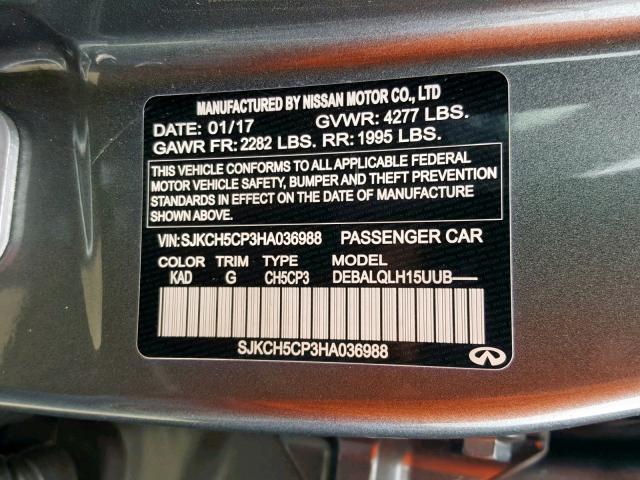 MANUFACTURED BY NISSAN MOTOR CO., LTD
DATE: 01/17 GVWR: 4277 LBS.
GAWR FR: 2282 LBS. RR: 1995 LBS.
THIS VEHICLE CONFORMS TO ALL APPLICABLE FEDERAL
MOTOR VEHICLE SAFETY, BUMPER AND THEFT PREVENTION
STANDARDS IN EFFECT ON THE DATE OF MANUFACTURE
SHOWN ABOVE.
VIN:SJKCH5CP3HA036988 PASSENGER CAR
COLOR TRIM TYPE MODEL
KAD G CH5CP3 DEBALQLH15UUB-—
SJKCH5CP3HA036988